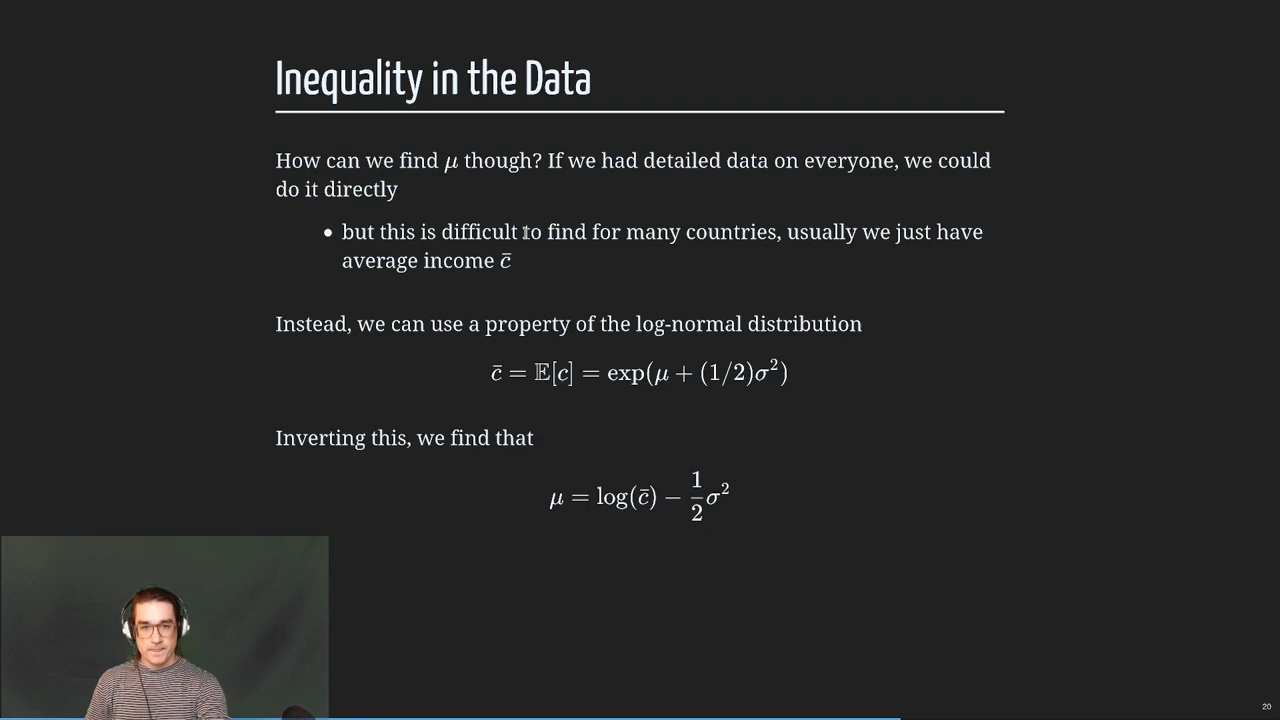 Inequality in the Data
How can we find μ though? If we had detailed data on everyone, we could
do it directly
• but this is difficult to find for many countries, usually we just have
average income c̄
Instead, we can use a property of the log-normal distribution
c̄ = 𝔼[c] = exp(μ + (1/2)σ²)
Inverting this, we find that
μ = log(c̄) − 1/2 σ²
20